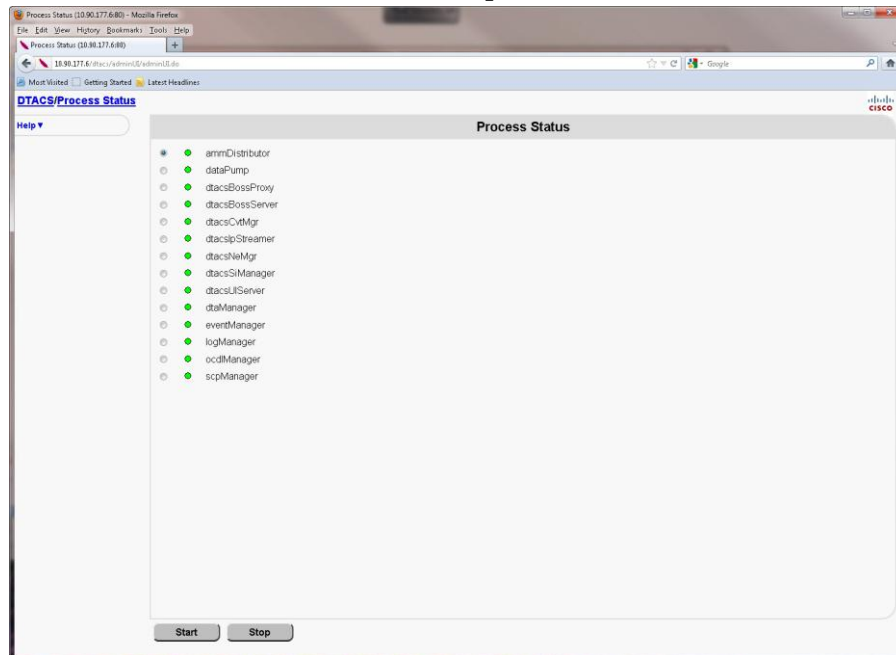 Process Status (10.90.177.6:80) - Mozilla Firefox
File Edit View History Bookmarks Tools Help
Process Status (10.90.177.6:80) +
10.90.177.6/dtacs/adminUI/adminUI.do Google
Most Visited Getting Started Latest Headlines
DTACS/Process Status
CISCO
Help ▼
Process Status
ammDistributor
dataPump
dtacsBossProxy
dtacsBossServer
dtacsCvtMgr
dtacsIpStreamer
dtacsNeMgr
dtacsSiManager
dtacsUIServer
dtaManager
eventManager
logManager
ocdlManager
scpManager
Start Stop